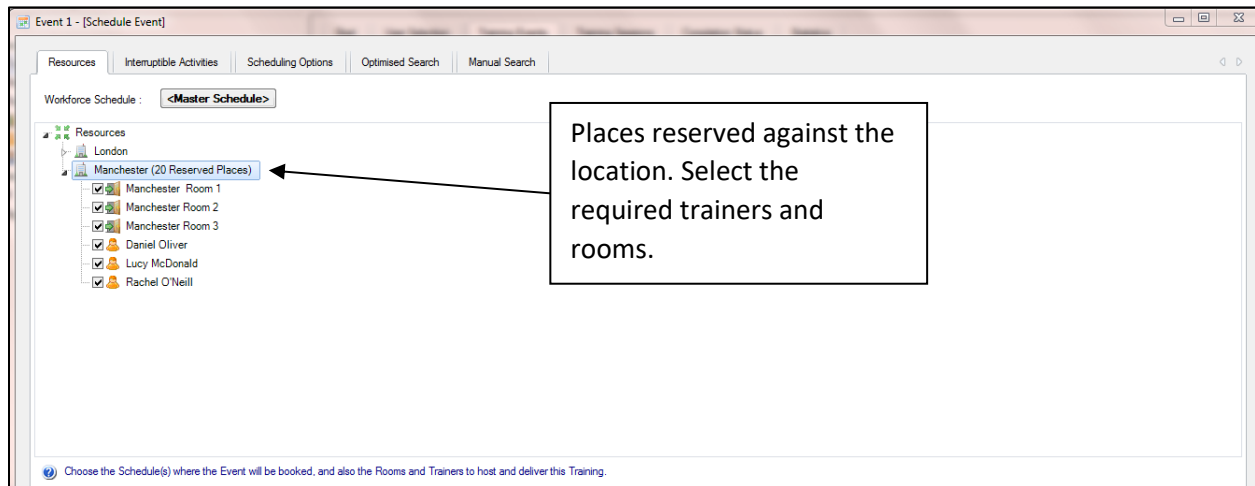 Event 1 - [Schedule Event]
Resources Interruptible Activities Scheduling Options Optimised Search Manual Search
Workforce Schedule : <Master Schedule>
Resources
London
Manchester (20 Reserved Places)
Manchester Room 1
Manchester Room 2
Manchester Room 3
Daniel Oliver
Lucy McDonald
Rachel O'Neill
Places reserved against the
location. Select the
required trainers and
rooms.
Choose the Schedule(s) where the Event will be booked, and also the Rooms and Trainers to host and deliver this Training.